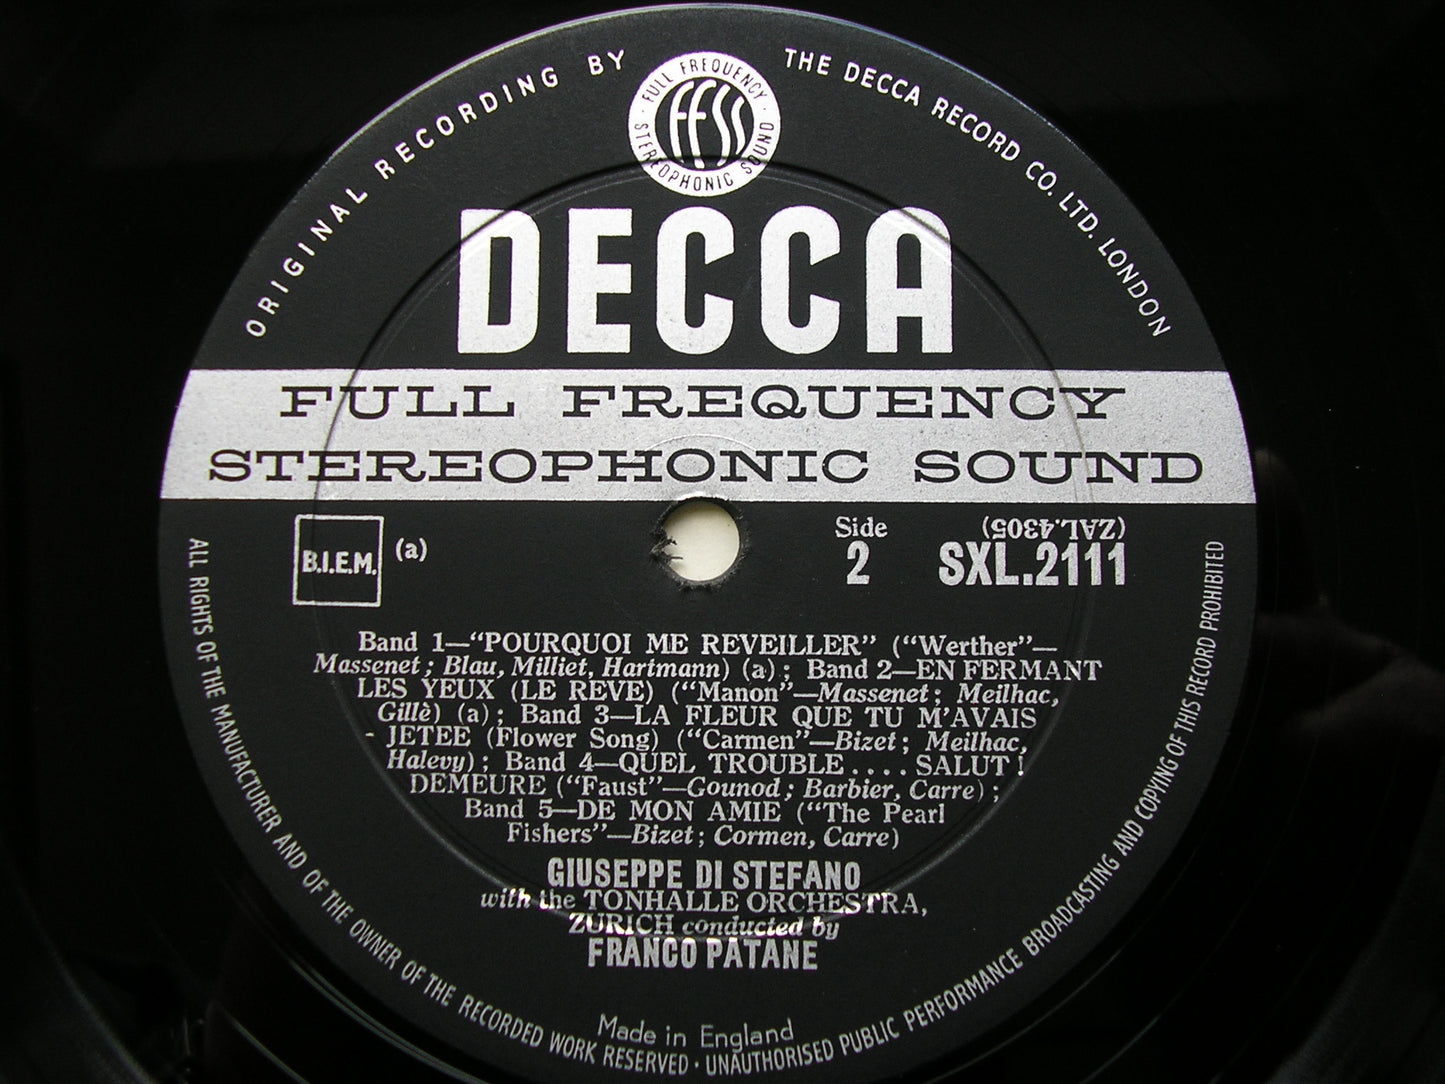 ORIGINAL RECORDING BY THE DECCA RECORD CO. LTD. LONDON
FULL FREQUENCY
FFSS
STEREOPHONIC SOUND
DECCA
FULL FREQUENCY
STEREOPHONIC SOUND
B.I.E.M. (a)
Side
2
(ZAL.4305)
SXL.2111
Band 1—"POURQUOI ME REVEILLER" ("Werther"—
Massenet; Blau, Milliet, Hartmann) (a); Band 2—EN FERMANT
LES YEUX (LE REVE) ("Manon"—Massenet; Meilhac,
Gillè) (a); Band 3—LA FLEUR QUE TU M'AVAIS
- JETEE (Flower Song) ("Carmen"—Bizet; Meilhac,
Halevy); Band 4—QUEL TROUBLE .... SALUT!
DEMEURE ("Faust"—Gounod; Barbier, Carre);
Band 5—DE MON AMIE ("The Pearl
Fishers"—Bizet; Cormen, Carre)
GIUSEPPE DI STEFANO
with the TONHALLE ORCHESTRA,
ZURICH conducted by
FRANCO PATANE
Made in England
ALL RIGHTS OF THE MANUFACTURER AND OF THE OWNER OF THE RECORDED WORK RESERVED · UNAUTHORISED PUBLIC PERFORMANCE BROADCASTING AND COPYING OF THIS RECORD PROHIBITED